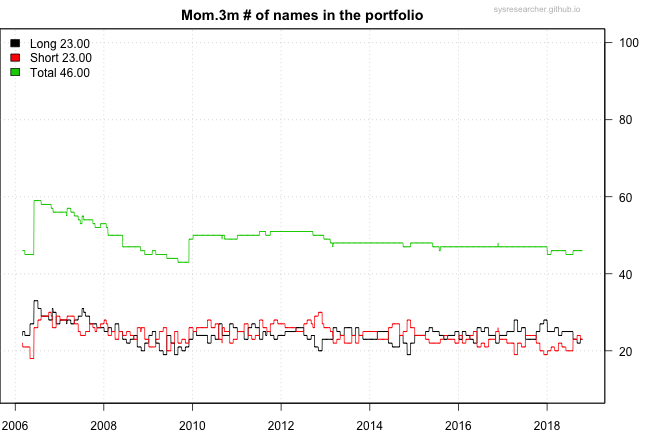 Mom.3m # of names in the portfolio
sysresearcher.github.io
Long 23.00
Short 23.00
Total 46.00
100
80
60
40
20
2006 2008 2010 2012 2014 2016 2018